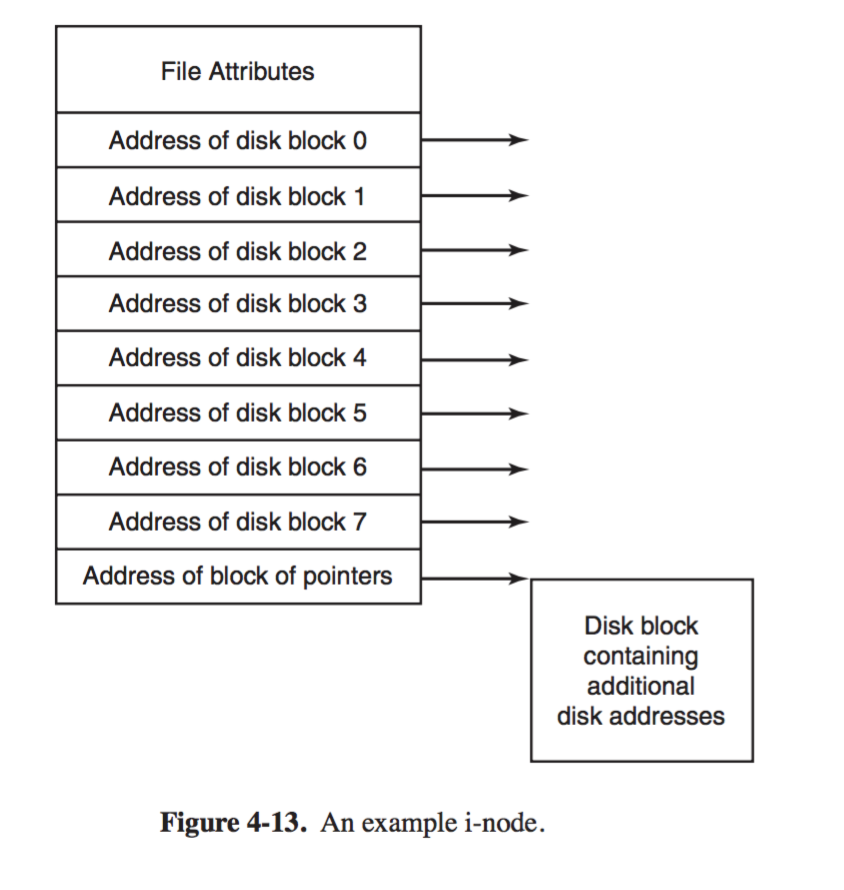 File Attributes
Address of disk block 0
Address of disk block 1
Address of disk block 2
Address of disk block 3
Address of disk block 4
Address of disk block 5
Address of disk block 6
Address of disk block 7
Address of block of pointers
Disk block
containing
additional
disk addresses
Figure 4-13. An example i-node.